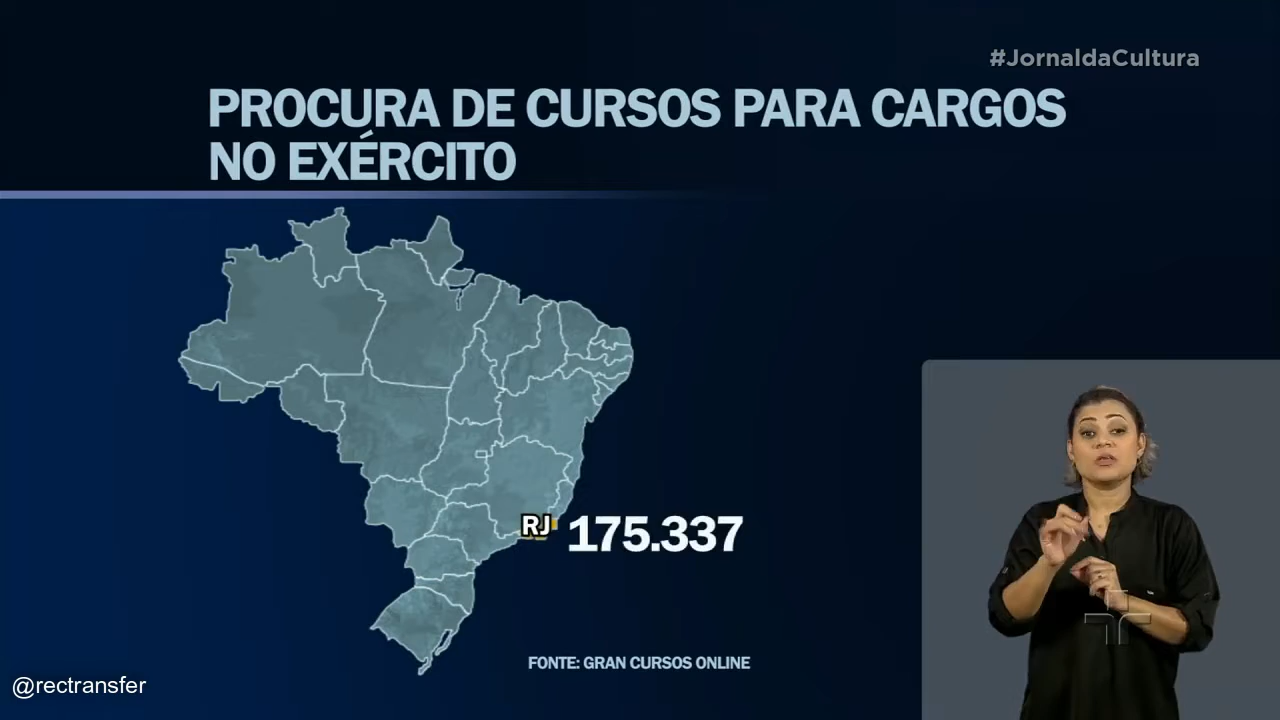 #JornaldaCultura
PROCURA DE CURSOS PARA CARGOS
NO EXÉRCITO
RJ 175.337
FONTE: GRAN CURSOS ONLINE
@rectransfer